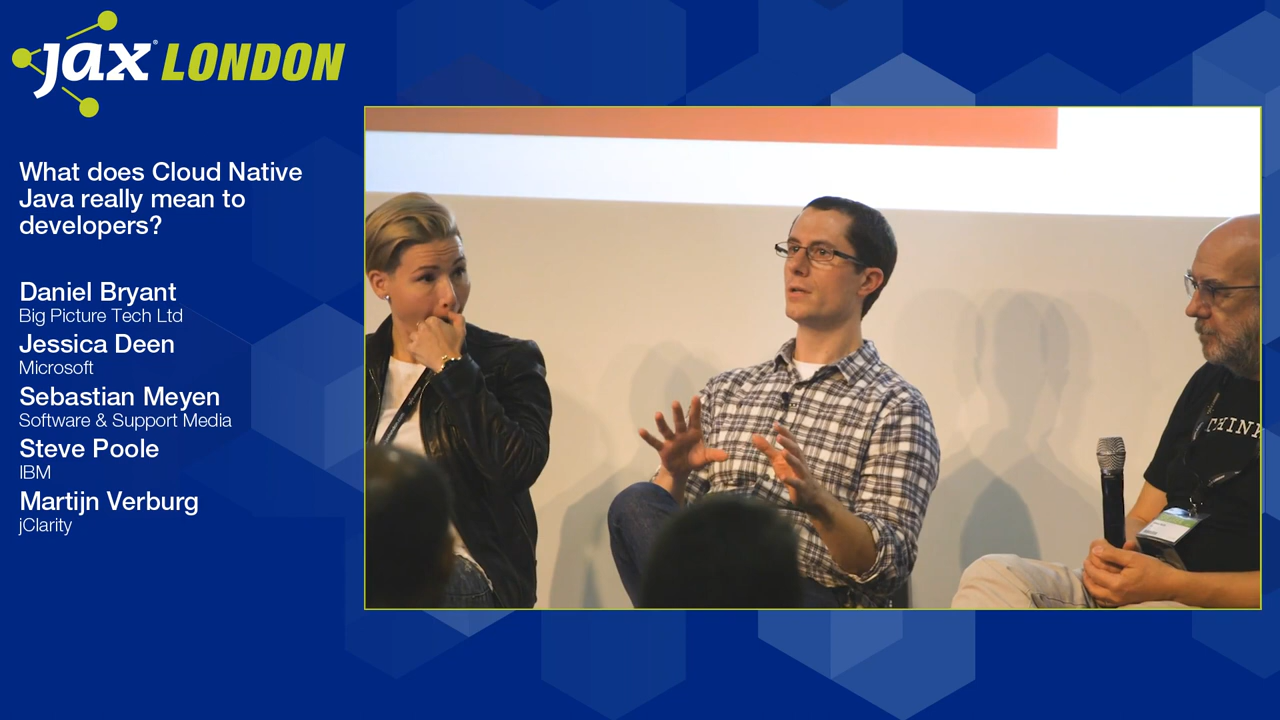 jax® LONDON
What does Cloud Native
Java really mean to
developers?
Daniel Bryant
Big Picture Tech Ltd
Jessica Deen
Microsoft
Sebastian Meyen
Software & Support Media
Steve Poole
IBM
Martijn Verburg
jClarity
THINK